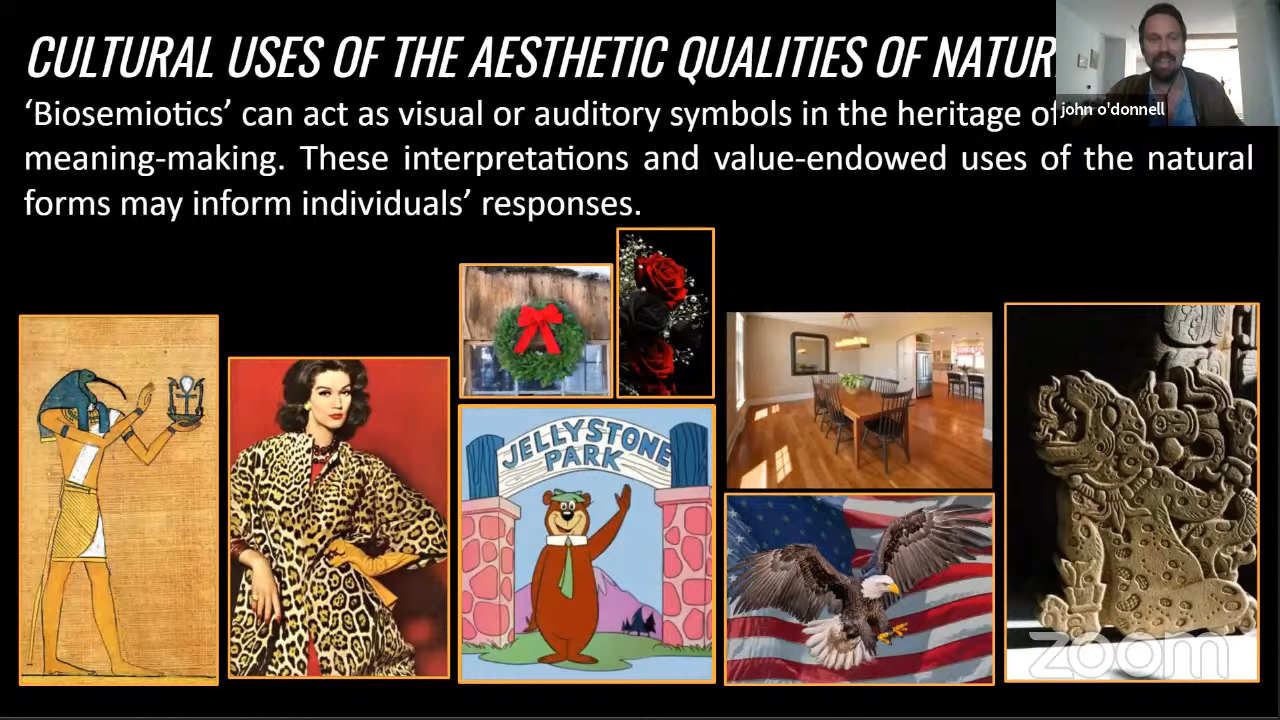 CULTURAL USES OF THE AESTHETIC QUALITIES OF
‘Biosemiotics’ can act as visual or auditory symbols in the heritage of
john o'donnell
meaning-making. These interpretations and value-endowed uses of the natural
forms may inform individuals’ responses.
JELLYSTONE
PARK
zoom